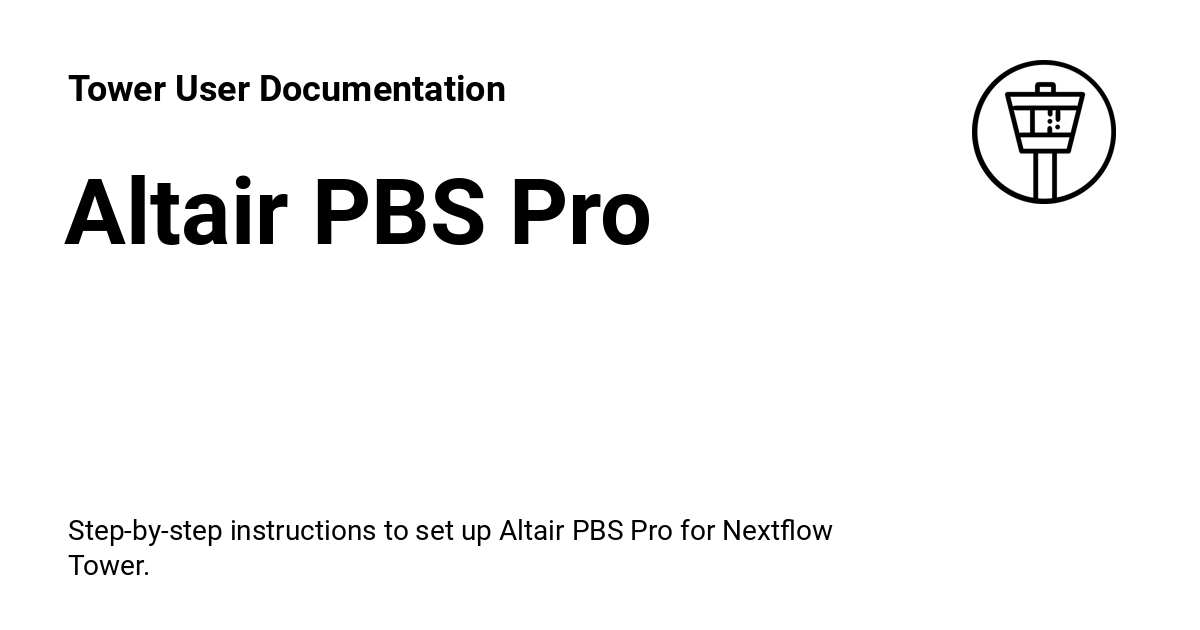 Tower User Documentation
Altair PBS Pro
Step-by-step instructions to set up Altair PBS Pro for Nextflow
Tower.